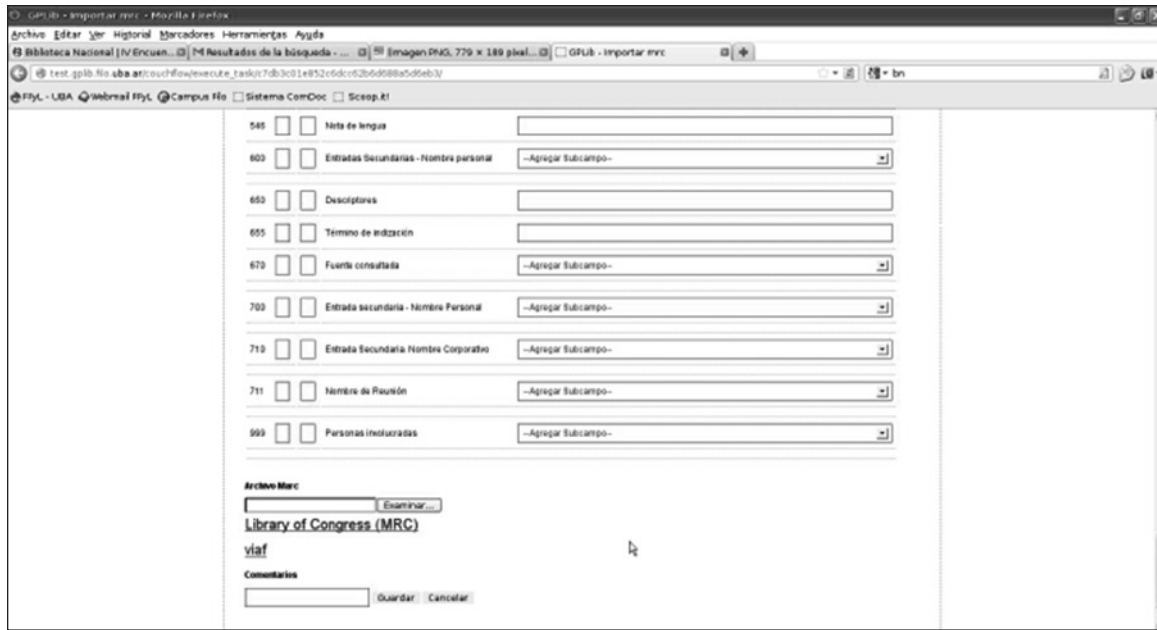 GPLib - Importar mrc - Mozilla Firefox
Archivo Editar Ver Historial Marcadores Herramientas Ayuda
Biblioteca Nacional | IV Encuen... Resultados de la búsqueda - ... (Imagen PNG, 779 × 189 píxel... GPLib - Importar mrc
test.gplib.filo.uba.ar/couchflow/execute_task/ bn
FFyL - UBA Webmail FFyL Campus Filo Sistema ComDoc Scoop.it!
546 Nota de lengua
600 Entradas Secundarias - Nombre personal --Agregar Subcampo--
650 Descriptores
655 Término de indización
670 Fuente consultada --Agregar Subcampo--
700 Entrada secundaria - Nombre Personal --Agregar Subcampo--
710 Entrada Secundaria. Nombre Corporativo --Agregar Subcampo--
711 Nombre de Reunión --Agregar Subcampo--
999 Personas involucradas --Agregar Subcampo--
Archivo Marc
Examinar...
Library of Congress (MRC)
viaf
Comentarios
Guardar Cancelar